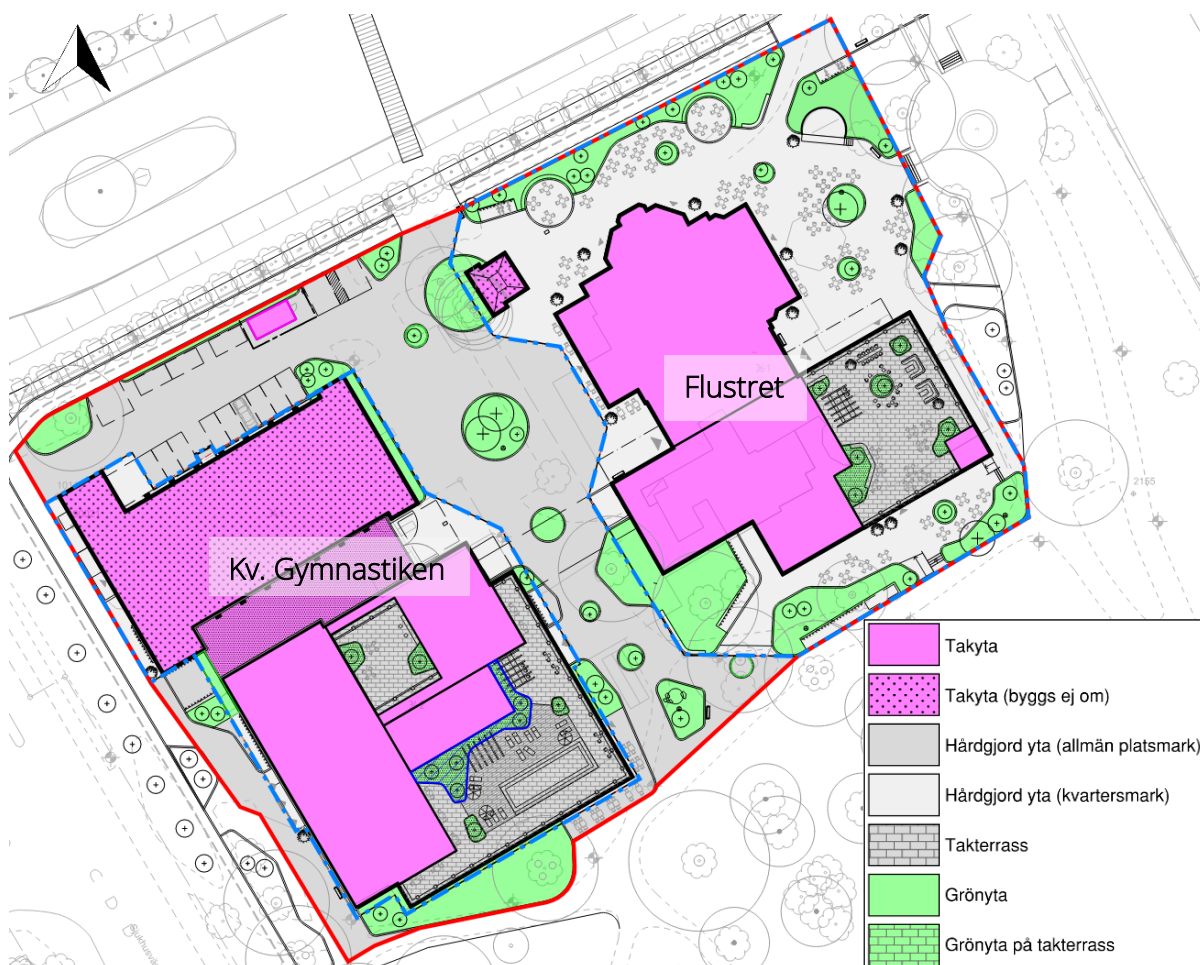 Flustret
Kv. Gymnastiken
2155
Takyta
Takyta (byggs ej om)
Hårdgjord yta (allmän platsmark)
Hårdgjord yta (kvartersmark)
Takterrass
Grönyta
Grönyta på takterrass